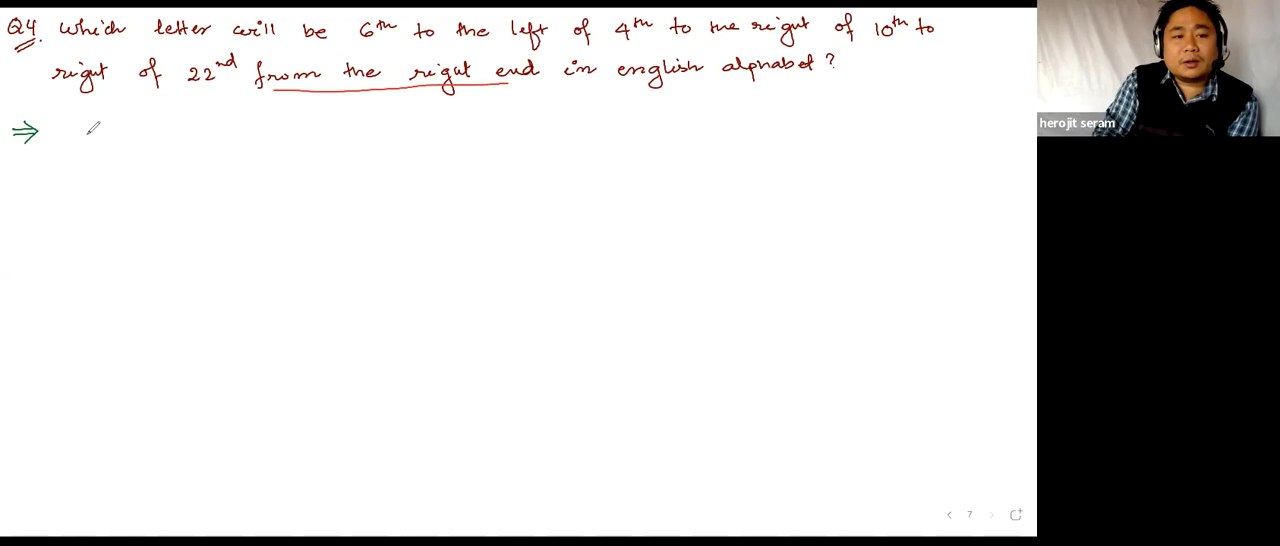 Q4. Which letter will be 6th to the left of 4th to the right of 10th to
right of 22nd from the right end in english alphabet?
⇒
herojit seram
7